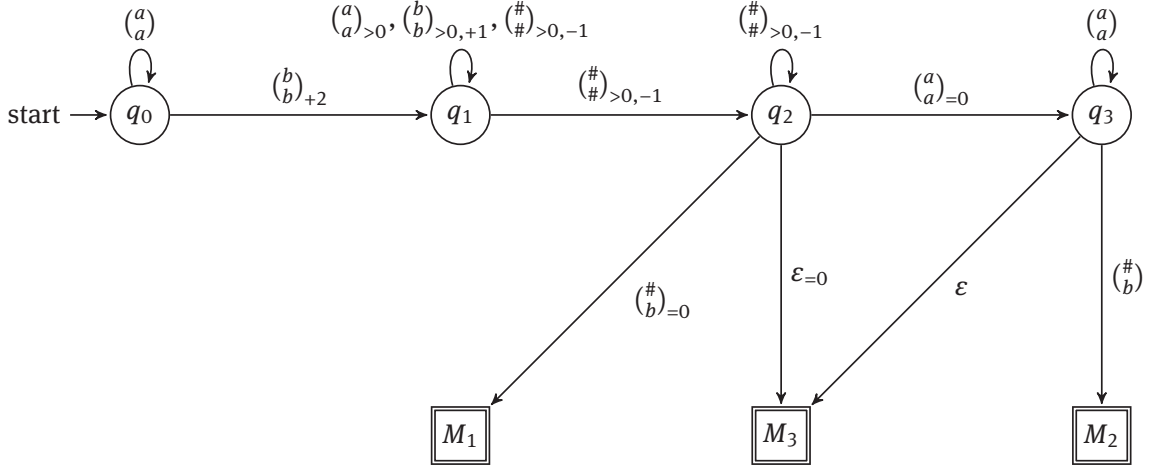 (a a) (a a)>0, (b b)>0,+1, (# #)>0,−1 (# #)>0,−1 (a a)
(b b)+2 (# #)>0,−1 (a a)=0
start q0 q1 q2 q3
(# b)=0 ε=0 ε (# b)
M1 M3 M2